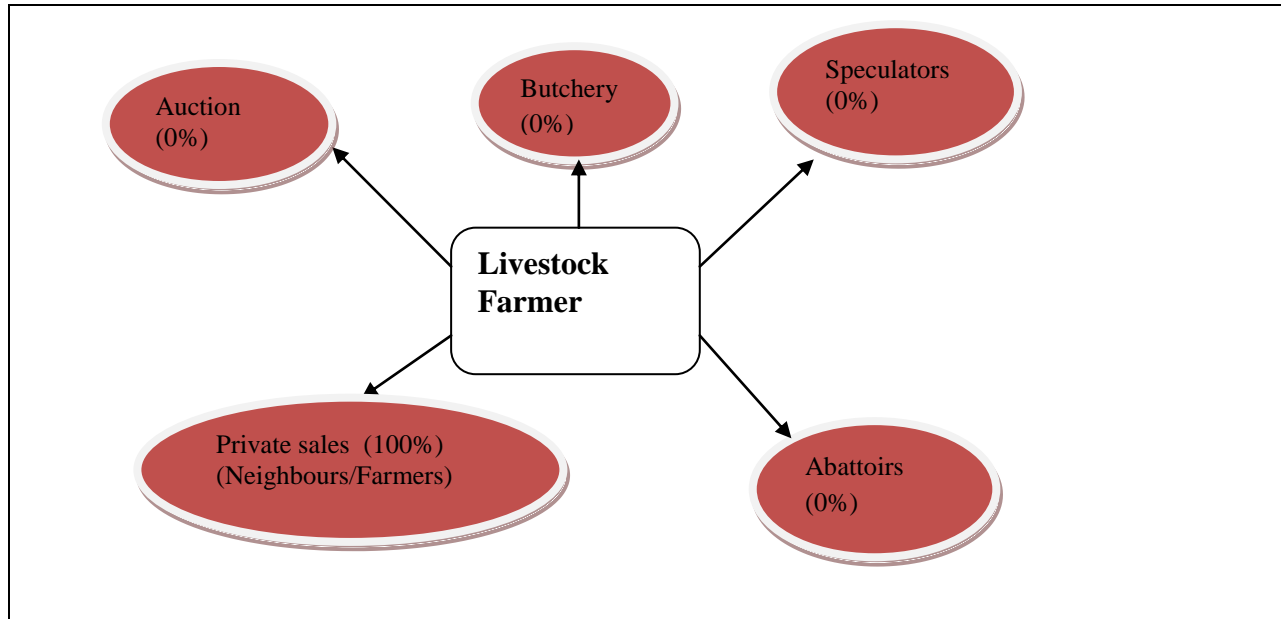 Auction
(0%)
Butchery
(0%)
Speculators
(0%)
Livestock
Farmer
Private sales  (100%)
(Neighbours/Farmers)
Abattoirs
(0%)